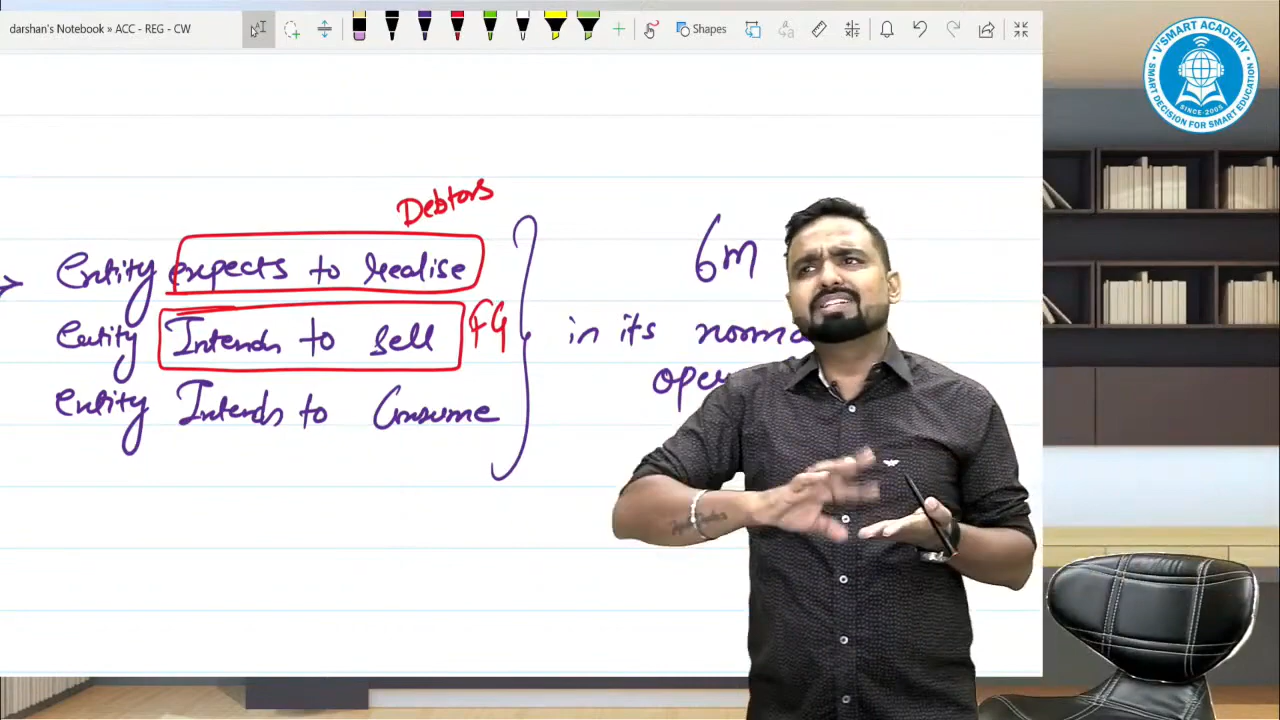 darshan's Notebook » ACC - REG - CW
Shapes
V'SMART ACADEMY
SMART DECISION FOR SMART EDUCATION
SINCE-2005
Debtors
Entity expects to realise
6m
Entity Intends to sell FG
in its norma
oper
Entity Intends to Consume